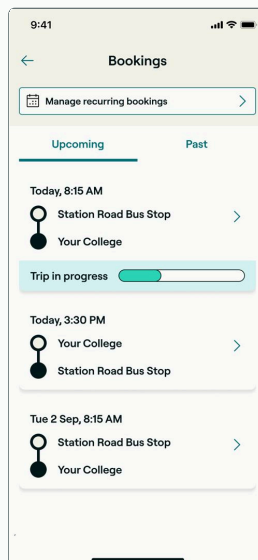 9:41
Bookings
Manage recurring bookings
Upcoming Past
Today, 8:15 AM
Station Road Bus Stop
Your College
Trip in progress
Today, 3:30 PM
Your College
Station Road Bus Stop
Tue 2 Sep, 8:15 AM
Station Road Bus Stop
Your College